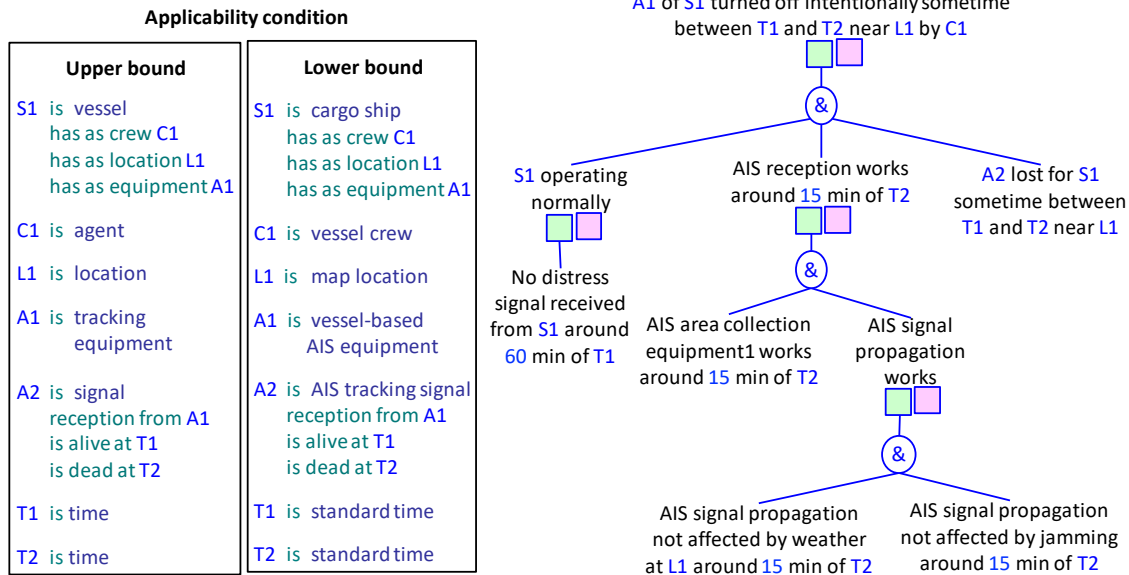 Applicability condition
Upper bound
S1 is vessel
has as crew C1
has as location L1
has as equipment A1
C1 is agent
L1 is location
A1 is tracking
equipment
A2 is signal
reception from A1
is alive at T1
is dead at T2
T1 is time
T2 is time
Lower bound
S1 is cargo ship
has as crew C1
has as location L1
has as equipment A1
C1 is vessel crew
L1 is map location
A1 is vessel-based
AIS equipment
A2 is AIS tracking signal
reception from A1
is alive at T1
is dead at T2
T1 is standard time
T2 is standard time
A1 of S1 turned off intentionally sometime
between T1 and T2 near L1 by C1
&
S1 operating
normally
AIS reception works
around 15 min of T2
A2 lost for S1
sometime between
T1 and T2 near L1
No distress
signal received
from S1 around
60 min of T1
&
AIS area collection
equipment1 works
around 15 min of T2
AIS signal
propagation
works
&
AIS signal propagation
not affected by weather
at L1 around 15 min of T2
AIS signal propagation
not affected by jamming
around 15 min of T2